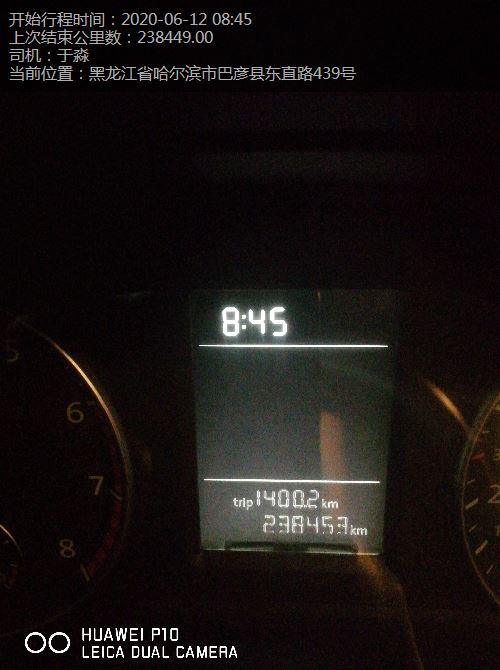 开始行程时间：2020-06-12 08:45
上次结束公里数：238449.00
司机：于淼
当前位置：黑龙江省哈尔滨市巴彦县东直路439号
8:45
5
6
7
8
trip 1400.2 km
238453 km
HUAWEI P10
LEICA DUAL CAMERA